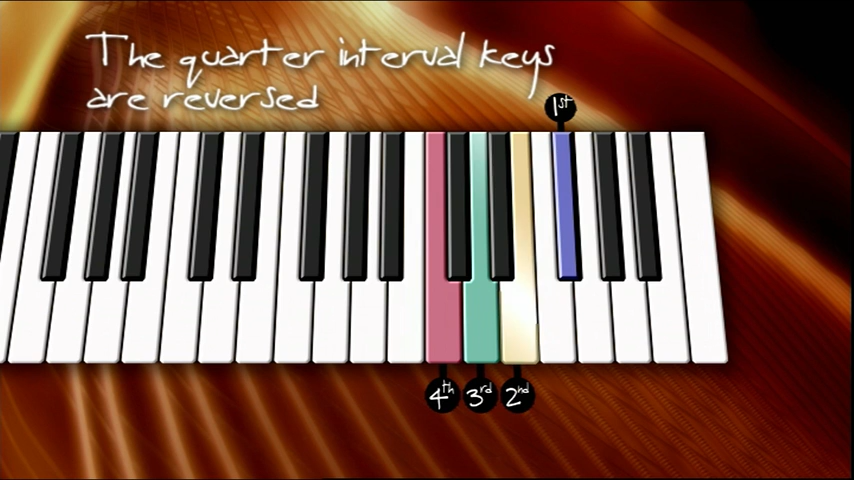 The quarter interval keys
are reversed
1st
4th 3rd 2nd